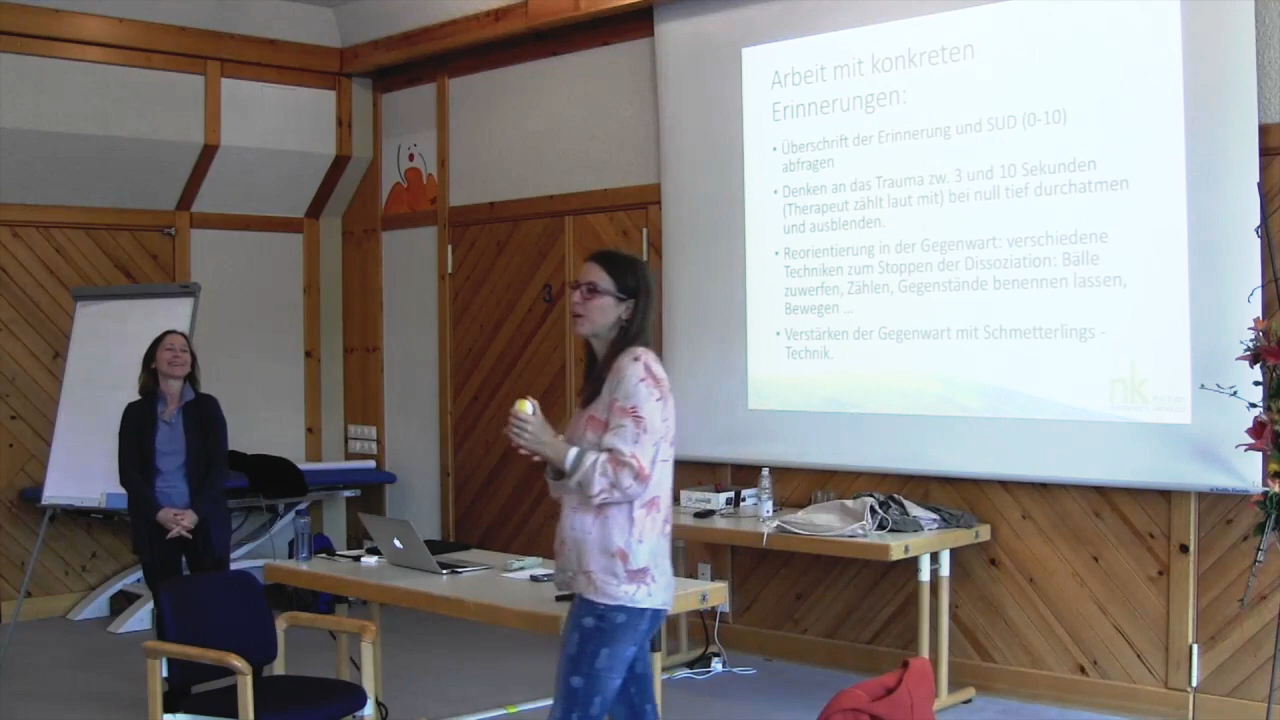 Arbeit mit konkreten
Erinnerungen:
• Überschrift der Erinnerung und SUD (0-10)
abfragen
• Denken an das Trauma zw. 3 und 10 Sekunden
(Therapeut zählt laut mit) bei null tief durchatmen
und ausblenden.
• Reorientierung in der Gegenwart: verschiedene
Techniken zum Stoppen der Dissoziation: Bälle
zuwerfen, Zählen, Gegenstände benennen lassen,
Bewegen ...
• Verstärken der Gegenwart mit Schmetterlings -
Technik.
nk
3